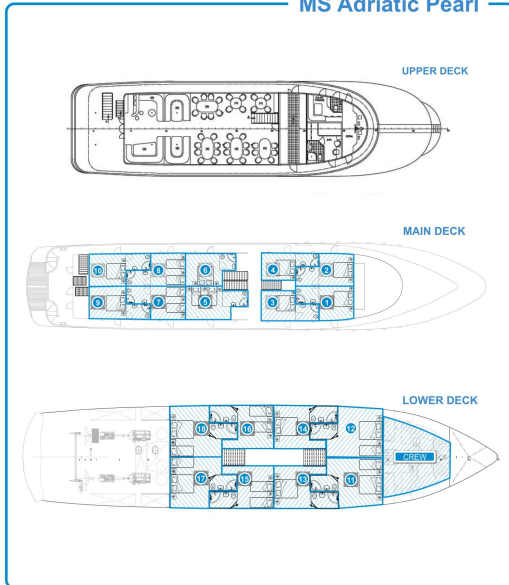 MS Adriatic Pearl
UPPER DECK
MAIN DECK
10 8 6 4 2
9 7 5 3 1
LOWER DECK
18 16 14 12
CREW
17 15 13 11